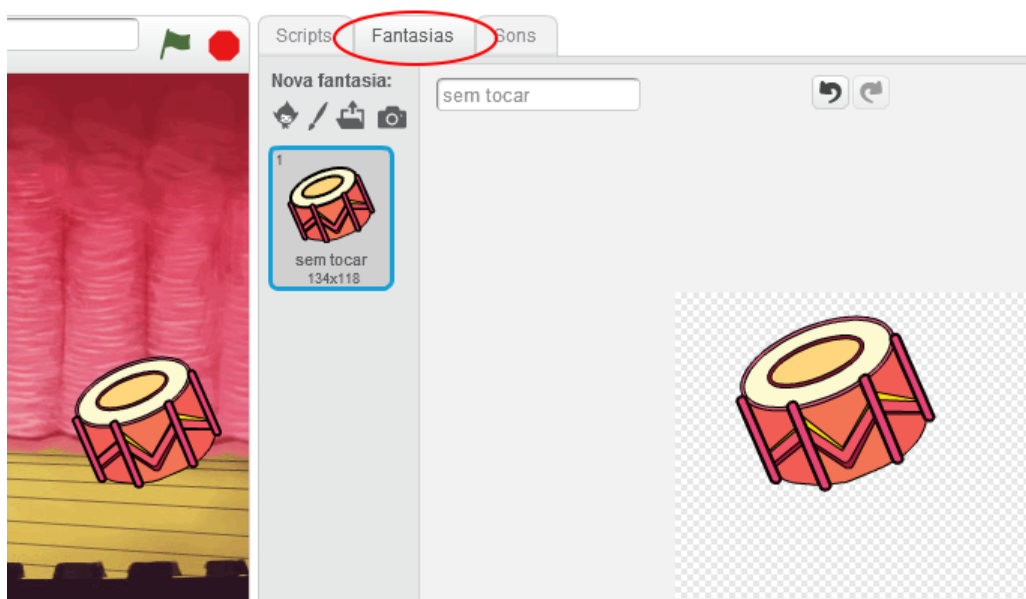 Scripts Fantasias Sons
Nova fantasia:
sem tocar
1
sem tocar
134x118